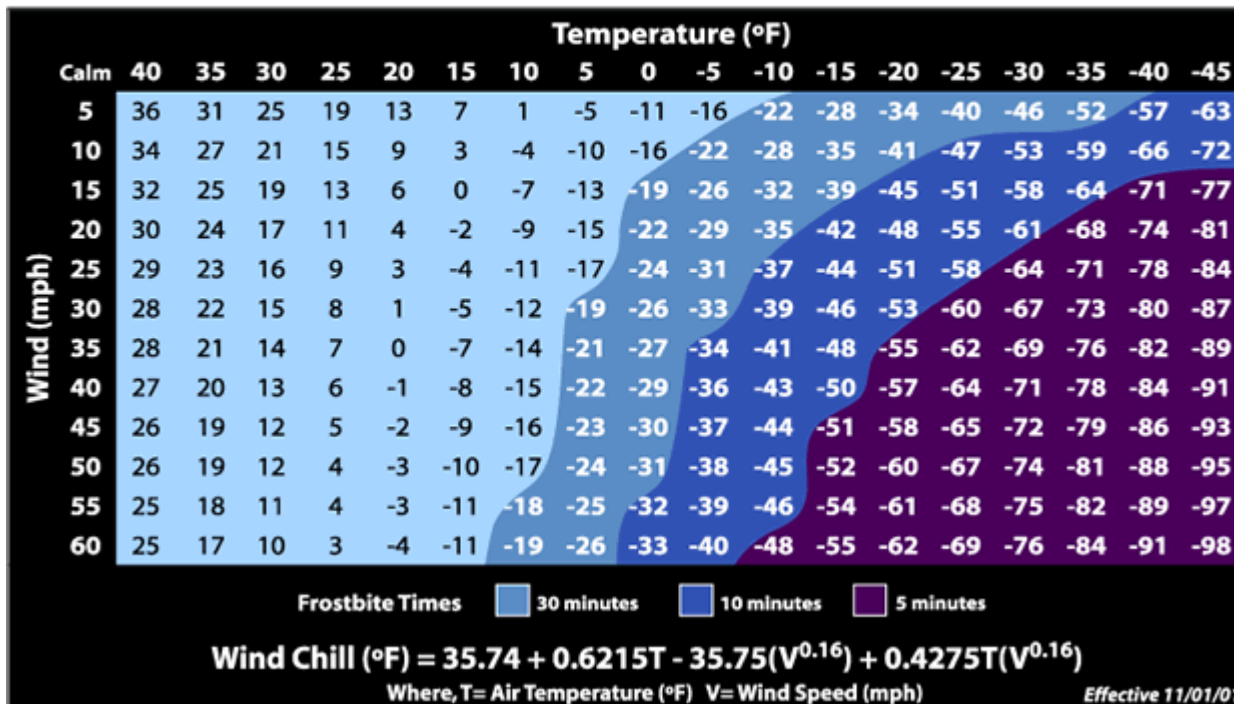 Temperature (ºF)
Calm 40 35 30 25 20 15 10 5 0 -5 -10 -15 -20 -25 -30 -35 -40 -45
5 36 31 25 19 13 7 1 -5 -11 -16 -22 -28 -34 -40 -46 -52 -57 -63
10 34 27 21 15 9 3 -4 -10 -16 -22 -28 -35 -41 -47 -53 -59 -66 -72
15 32 25 19 13 6 0 -7 -13 -19 -26 -32 -39 -45 -51 -58 -64 -71 -77
20 30 24 17 11 4 -2 -9 -15 -22 -29 -35 -42 -48 -55 -61 -68 -74 -81
25 29 23 16 9 3 -4 -11 -17 -24 -31 -37 -44 -51 -58 -64 -71 -78 -84
30 28 22 15 8 1 -5 -12 -19 -26 -33 -39 -46 -53 -60 -67 -73 -80 -87
35 28 21 14 7 0 -7 -14 -21 -27 -34 -41 -48 -55 -62 -69 -76 -82 -89
40 27 20 13 6 -1 -8 -15 -22 -29 -36 -43 -50 -57 -64 -71 -78 -84 -91
45 26 19 12 5 -2 -9 -16 -23 -30 -37 -44 -51 -58 -65 -72 -79 -86 -93
50 26 19 12 4 -3 -10 -17 -24 -31 -38 -45 -52 -60 -67 -74 -81 -88 -95
55 25 18 11 4 -3 -11 -18 -25 -32 -39 -46 -54 -61 -68 -75 -82 -89 -97
60 25 17 10 3 -4 -11 -19 -26 -33 -40 -48 -55 -62 -69 -76 -84 -91 -98
Wind (mph)
Frostbite Times 30 minutes 10 minutes 5 minutes
Wind Chill (ºF) = 35.74 + 0.6215T - 35.75(V^0.16) + 0.4275T(V^0.16)
Where, T= Air Temperature (ºF) V= Wind Speed (mph) Effective 11/01/01